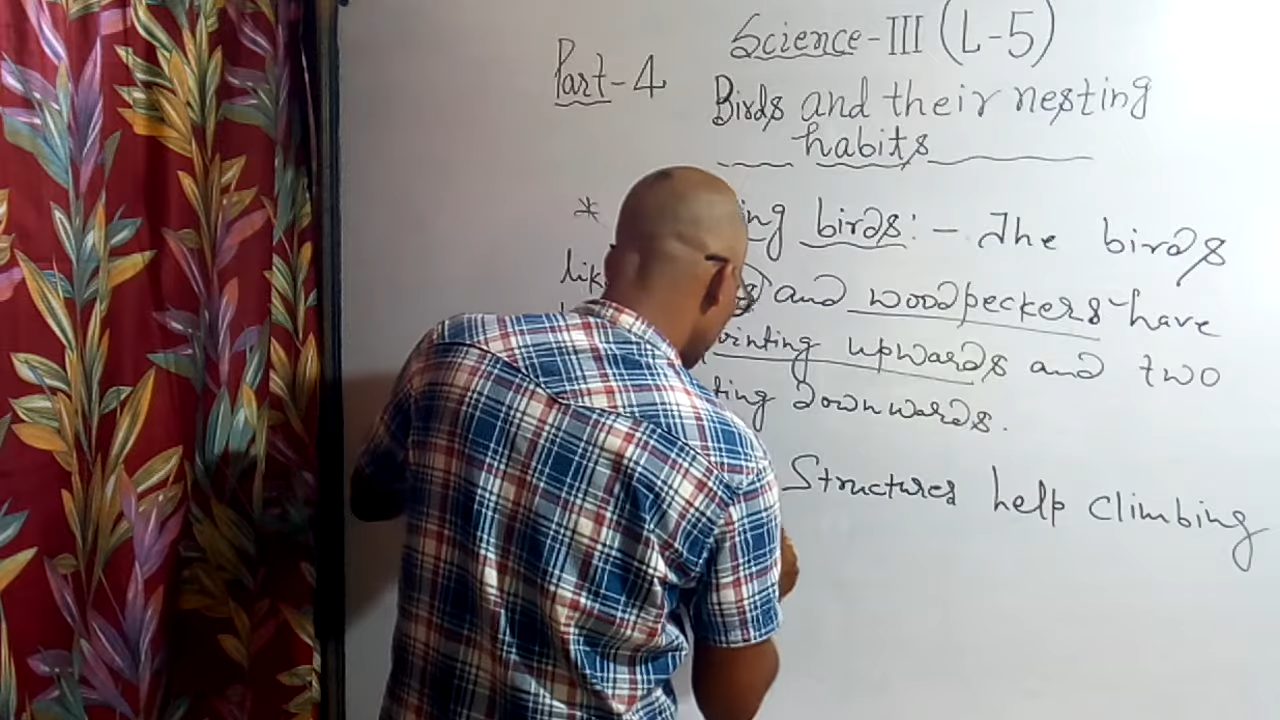 Part-4 Science-III (L-5)
Birds and their nesting
habits
* birds:- The birds
and woodpeckers have
upwards and two
downwards.
Structures help climbing